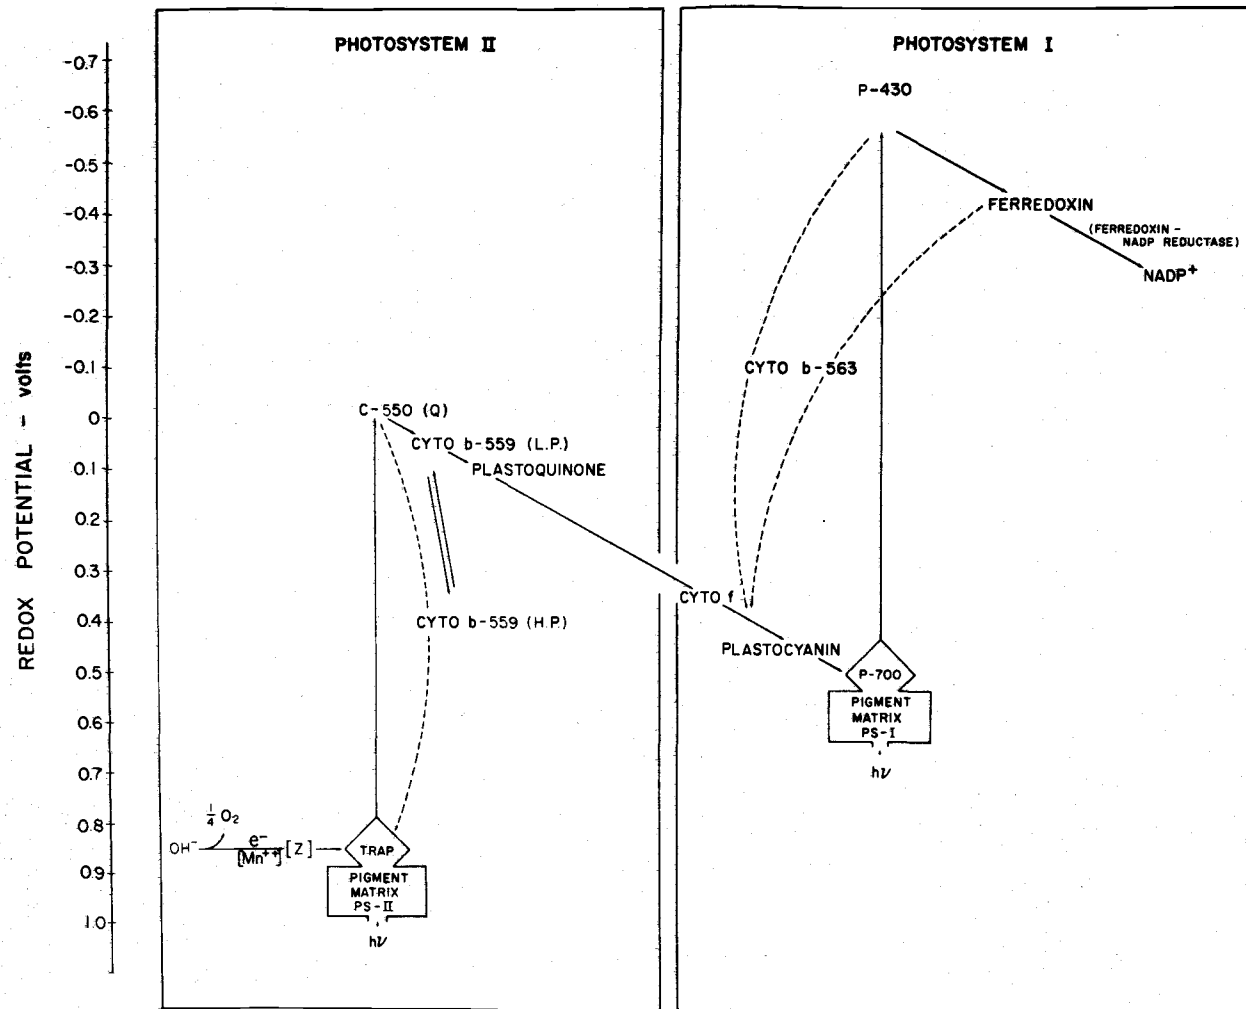 PHOTOSYSTEM II
PHOTOSYSTEM I
REDOX POTENTIAL - volts
-0.7
-0.6
-0.5
-0.4
-0.3
-0.2
-0.1
0
0.1
0.2
0.3
0.4
0.5
0.6
0.7
0.8
0.9
1.0
C-550 (Q)
CYTO b-559 (L.P.)
PLASTOQUINONE
CYTO b-559 (H.P.)
1/4 O2
OH⁻
e⁻
[Mn++]
[Z]
TRAP
PIGMENT
MATRIX
PS-II
hν
P-430
FERREDOXIN
(FERREDOXIN -
NADP REDUCTASE)
NADP+
CYTO b-563
CYTO f
PLASTOCYANIN
P-700
PIGMENT
MATRIX
PS-I
hν